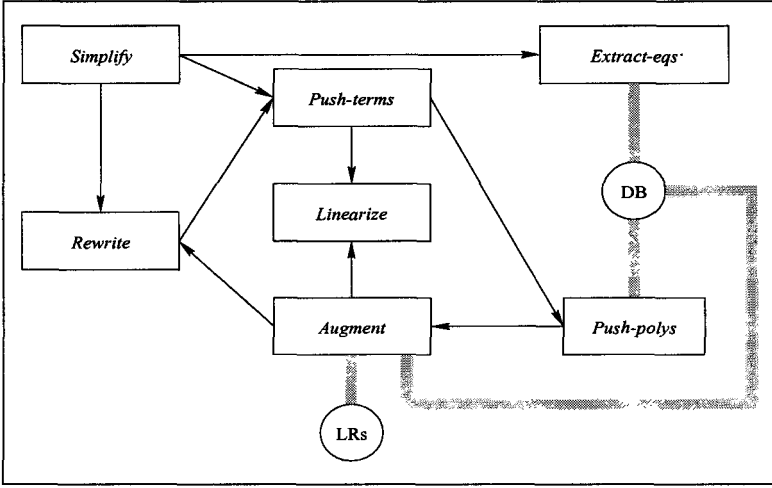 Simplify
Extract-eqs
Push-terms
DB
Linearize
Rewrite
Augment
Push-polys
LRs